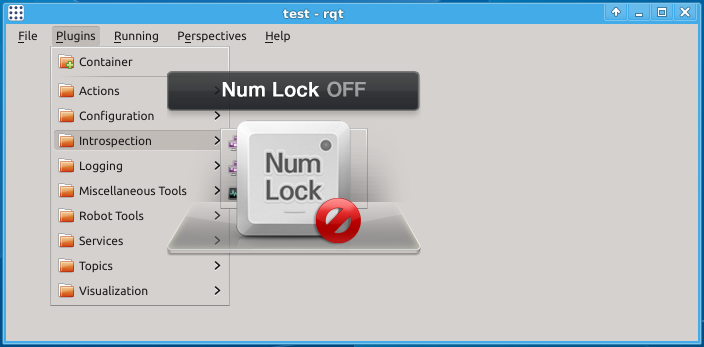 test - rqt
File Plugins Running Perspectives Help
Container
Actions
Configuration
Introspection
Logging
Miscellaneous Tools
Robot Tools
Services
Topics
Visualization
Num Lock OFF
Num
Lock